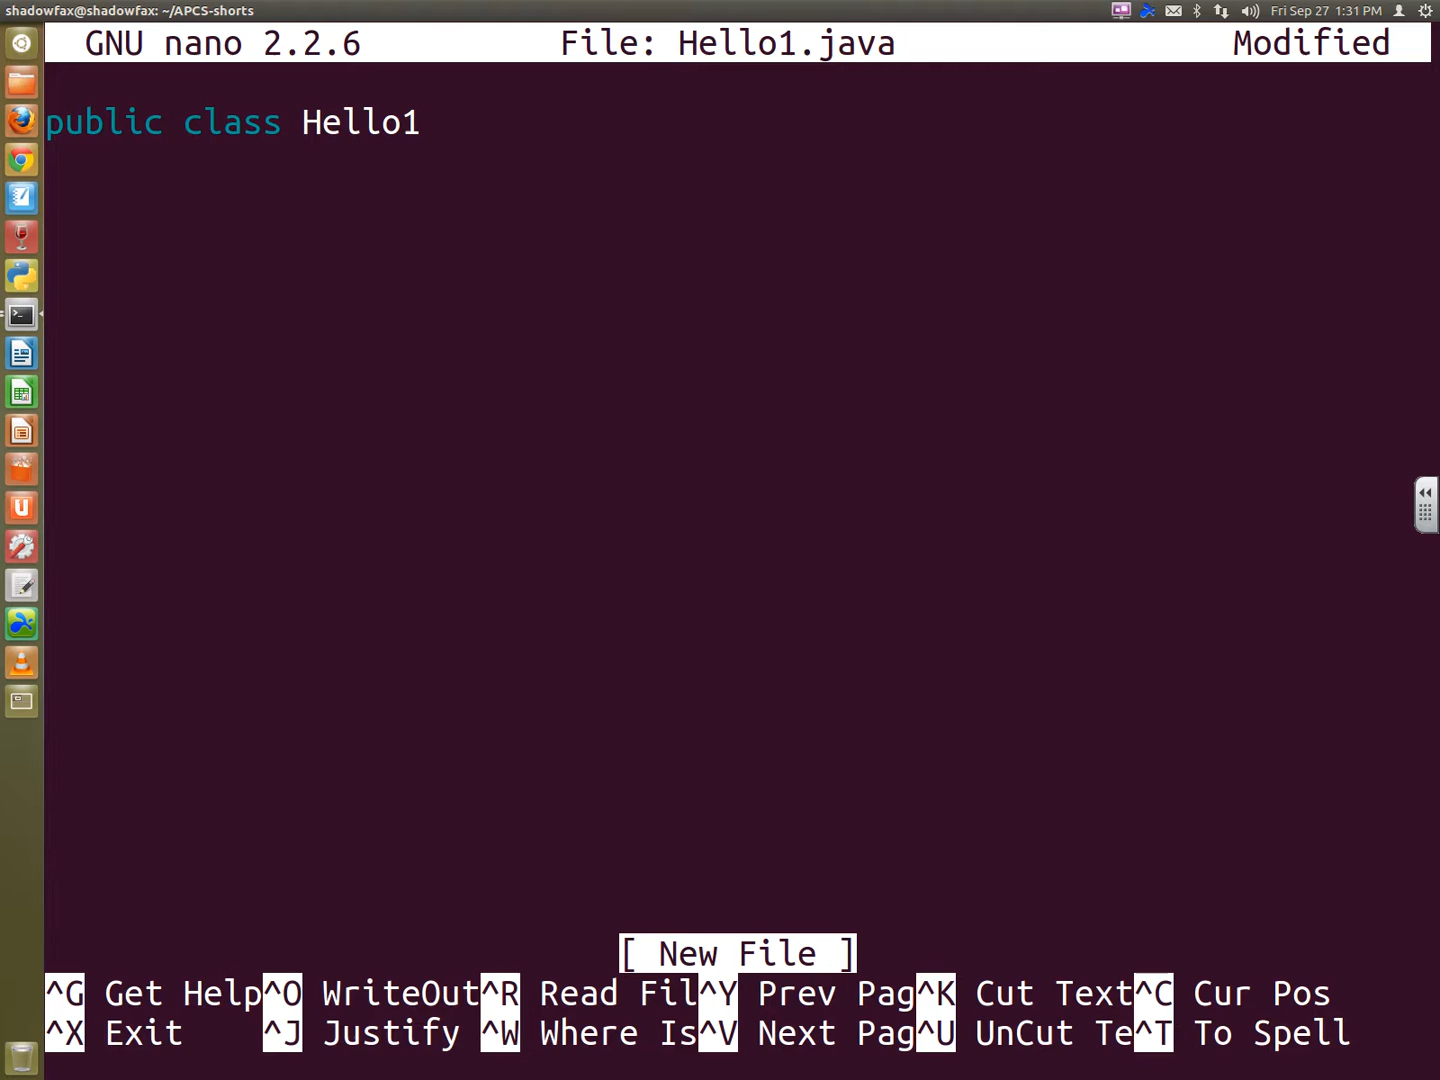 shadowfax@shadowfax: ~/APCS-shorts Fri Sep 27 1:31 PM
GNU nano 2.2.6 File: Hello1.java Modified
public class Hello1
[ New File ]
^G Get Help ^O WriteOut ^R Read Fil ^Y Prev Pag ^K Cut Text ^C Cur Pos
^X Exit ^J Justify ^W Where Is ^V Next Pag ^U UnCut Te ^T To Spell